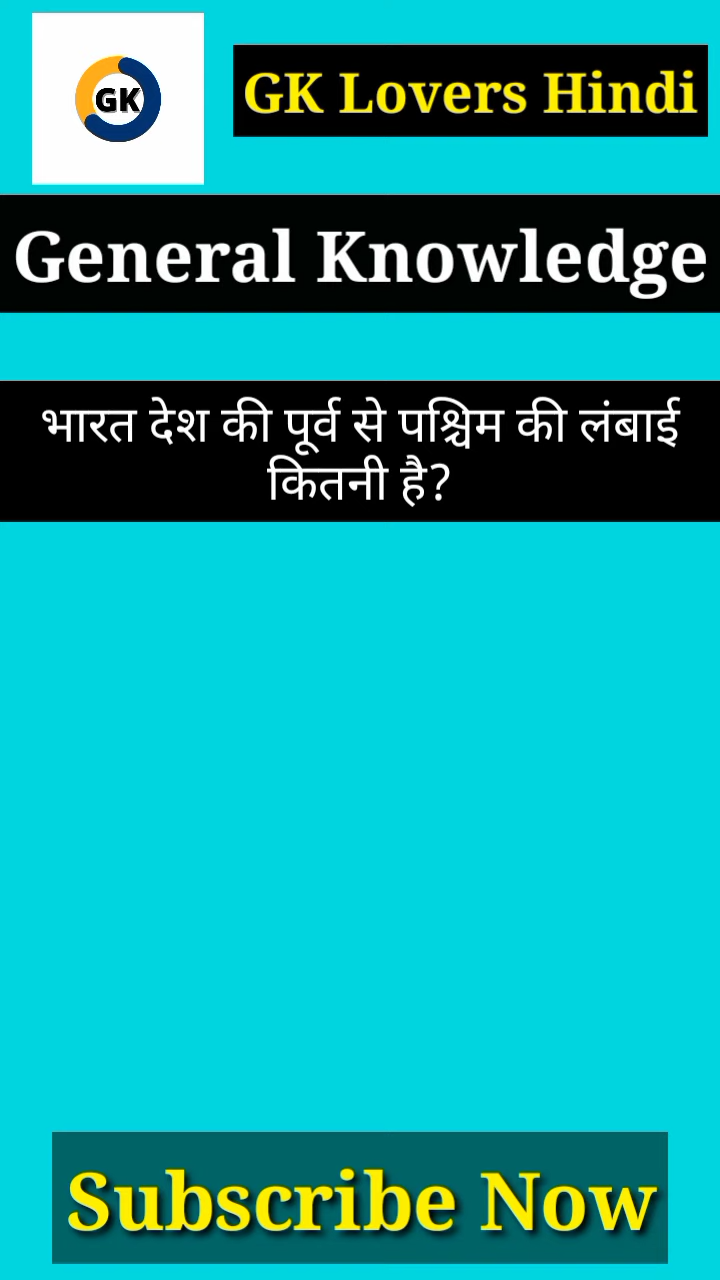 GK
GK Lovers Hindi
General Knowledge
भारत देश की पूर्व से पश्चिम की लंबाई
कितनी है?
Subscribe Now